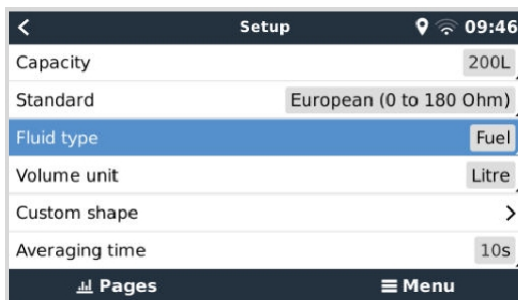 Setup 09:46
Capacity 200L
Standard European (0 to 180 Ohm)
Fluid type Fuel
Volume unit Litre
Custom shape
Averaging time 10s
Pages Menu